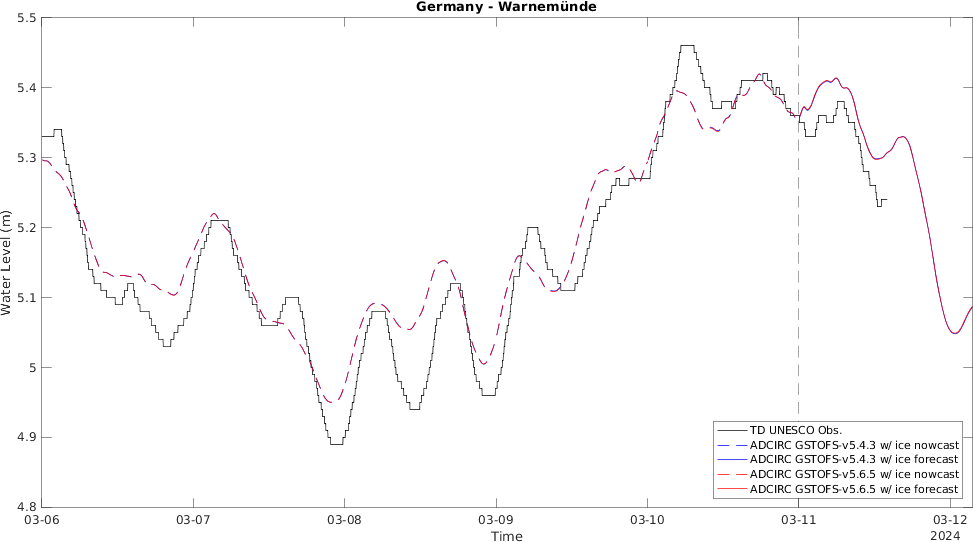 Germany - Warnemünde
Water Level (m)
5.5
5.4
5.3
5.2
5.1
5
4.9
4.8
03-06
03-07
03-08
03-09
03-10
03-11
03-12
Time
2024
TD UNESCO Obs.
ADCIRC GSTOFS-v5.4.3 w/ ice nowcast
ADCIRC GSTOFS-v5.4.3 w/ ice forecast
ADCIRC GSTOFS-v5.6.5 w/ ice nowcast
ADCIRC GSTOFS-v5.6.5 w/ ice forecast